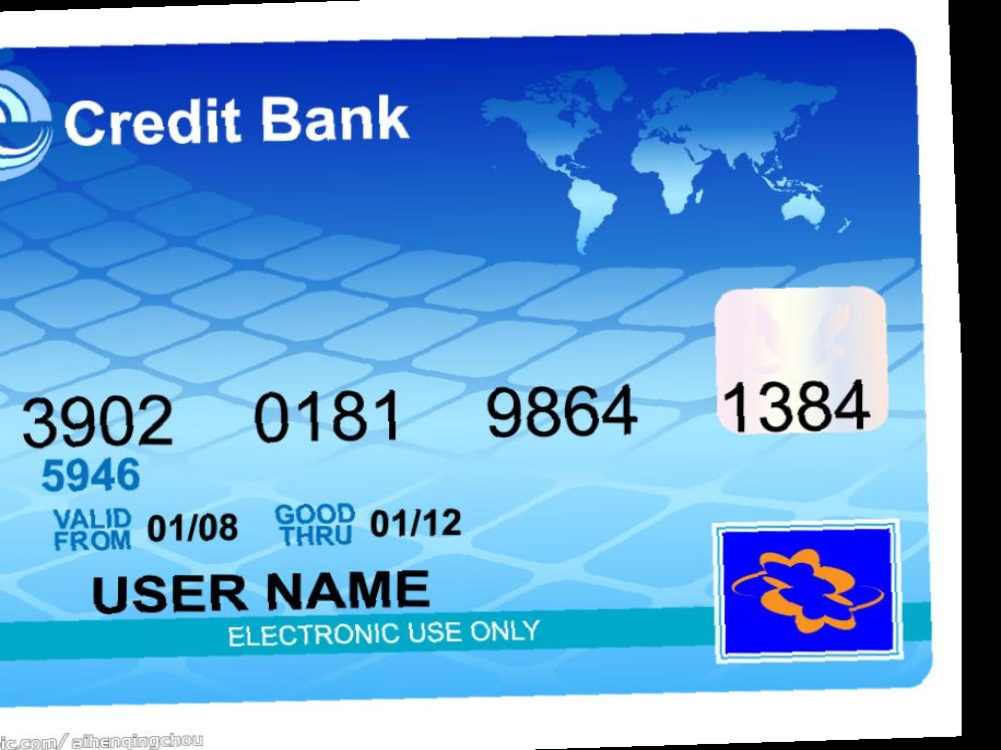 Credit Bank
3902 0181 9864 1384
5946
VALID FROM 01/08 GOOD THRU 01/12
USER NAME
ELECTRONIC USE ONLY
ic.com/aihenqingchou